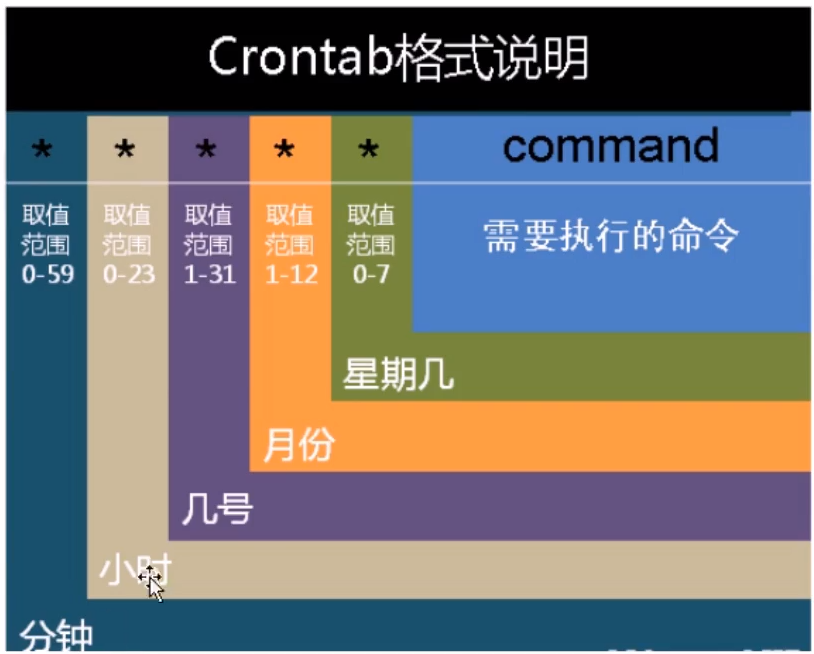 Crontab格式说明
* * * * * command
取值范围0-59
取值范围0-23
取值范围1-31
取值范围1-12
取值范围0-7
需要执行的命令
星期几
月份
几号
小时
分钟